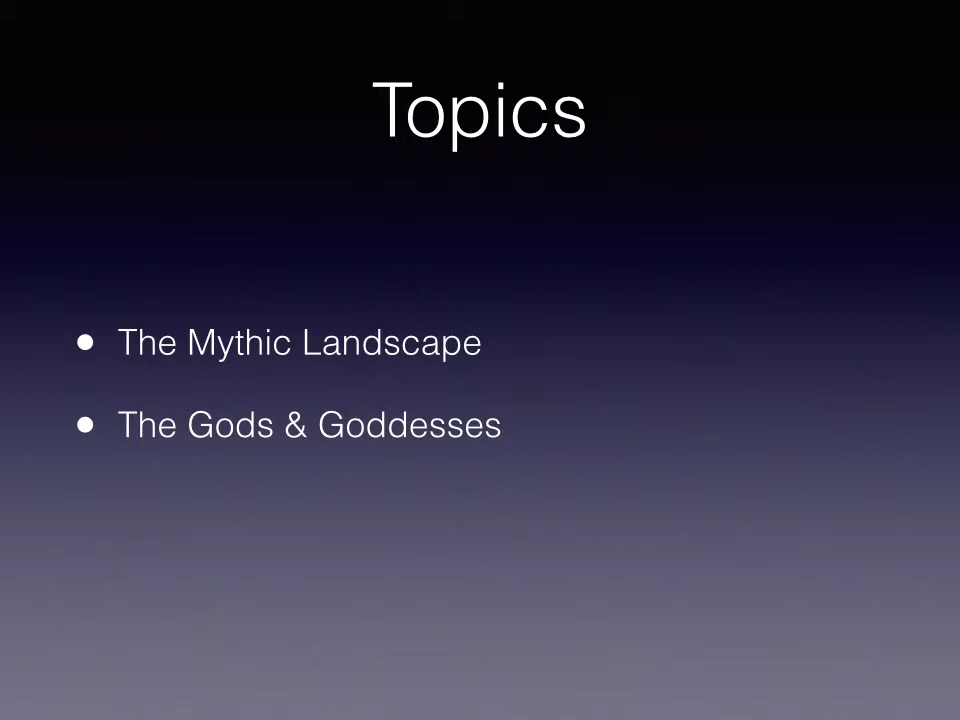 Topics
• The Mythic Landscape
• The Gods & Goddesses